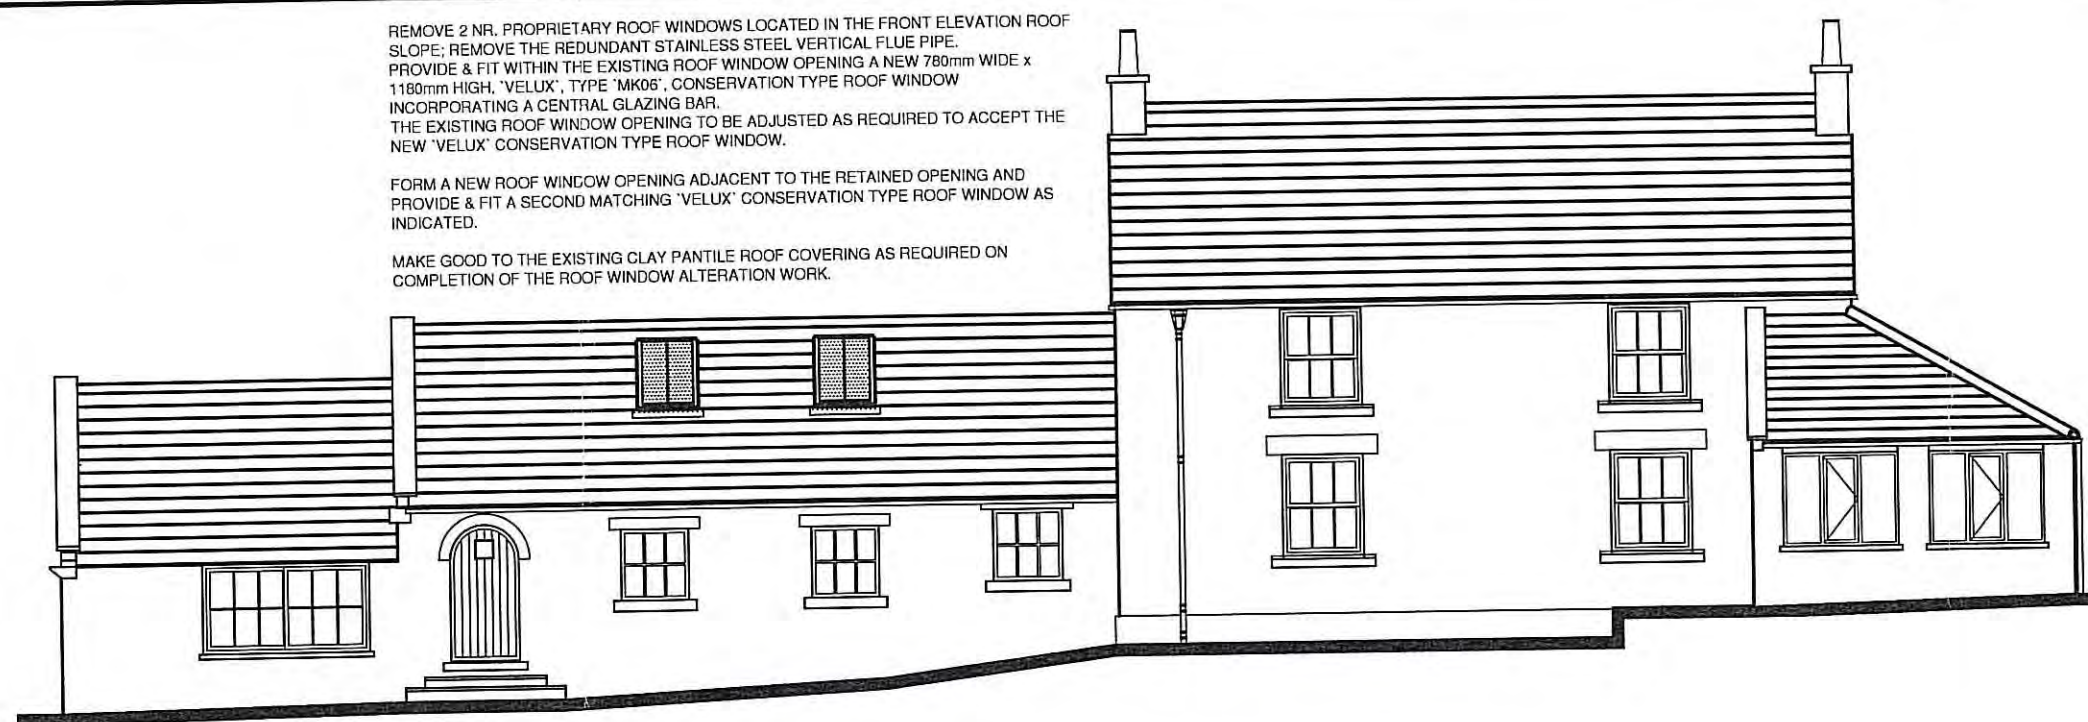 REMOVE 2 NR. PROPRIETARY ROOF WINDOWS LOCATED IN THE FRONT ELEVATION ROOF
SLOPE; REMOVE THE REDUNDANT STAINLESS STEEL VERTICAL FLUE PIPE.
PROVIDE & FIT WITHIN THE EXISTING ROOF WINDOW OPENING A NEW 780mm WIDE x
1180mm HIGH, `VELUX`, TYPE `MK06`, CONSERVATION TYPE ROOF WINDOW
INCORPORATING A CENTRAL GLAZING BAR.
THE EXISTING ROOF WINDOW OPENING TO BE ADJUSTED AS REQUIRED TO ACCEPT THE
NEW `VELUX` CONSERVATION TYPE ROOF WINDOW.
FORM A NEW ROOF WINDOW OPENING ADJACENT TO THE RETAINED OPENING AND
PROVIDE & FIT A SECOND MATCHING `VELUX` CONSERVATION TYPE ROOF WINDOW AS
INDICATED.
MAKE GOOD TO THE EXISTING CLAY PANTILE ROOF COVERING AS REQUIRED ON
COMPLETION OF THE ROOF WINDOW ALTERATION WORK.